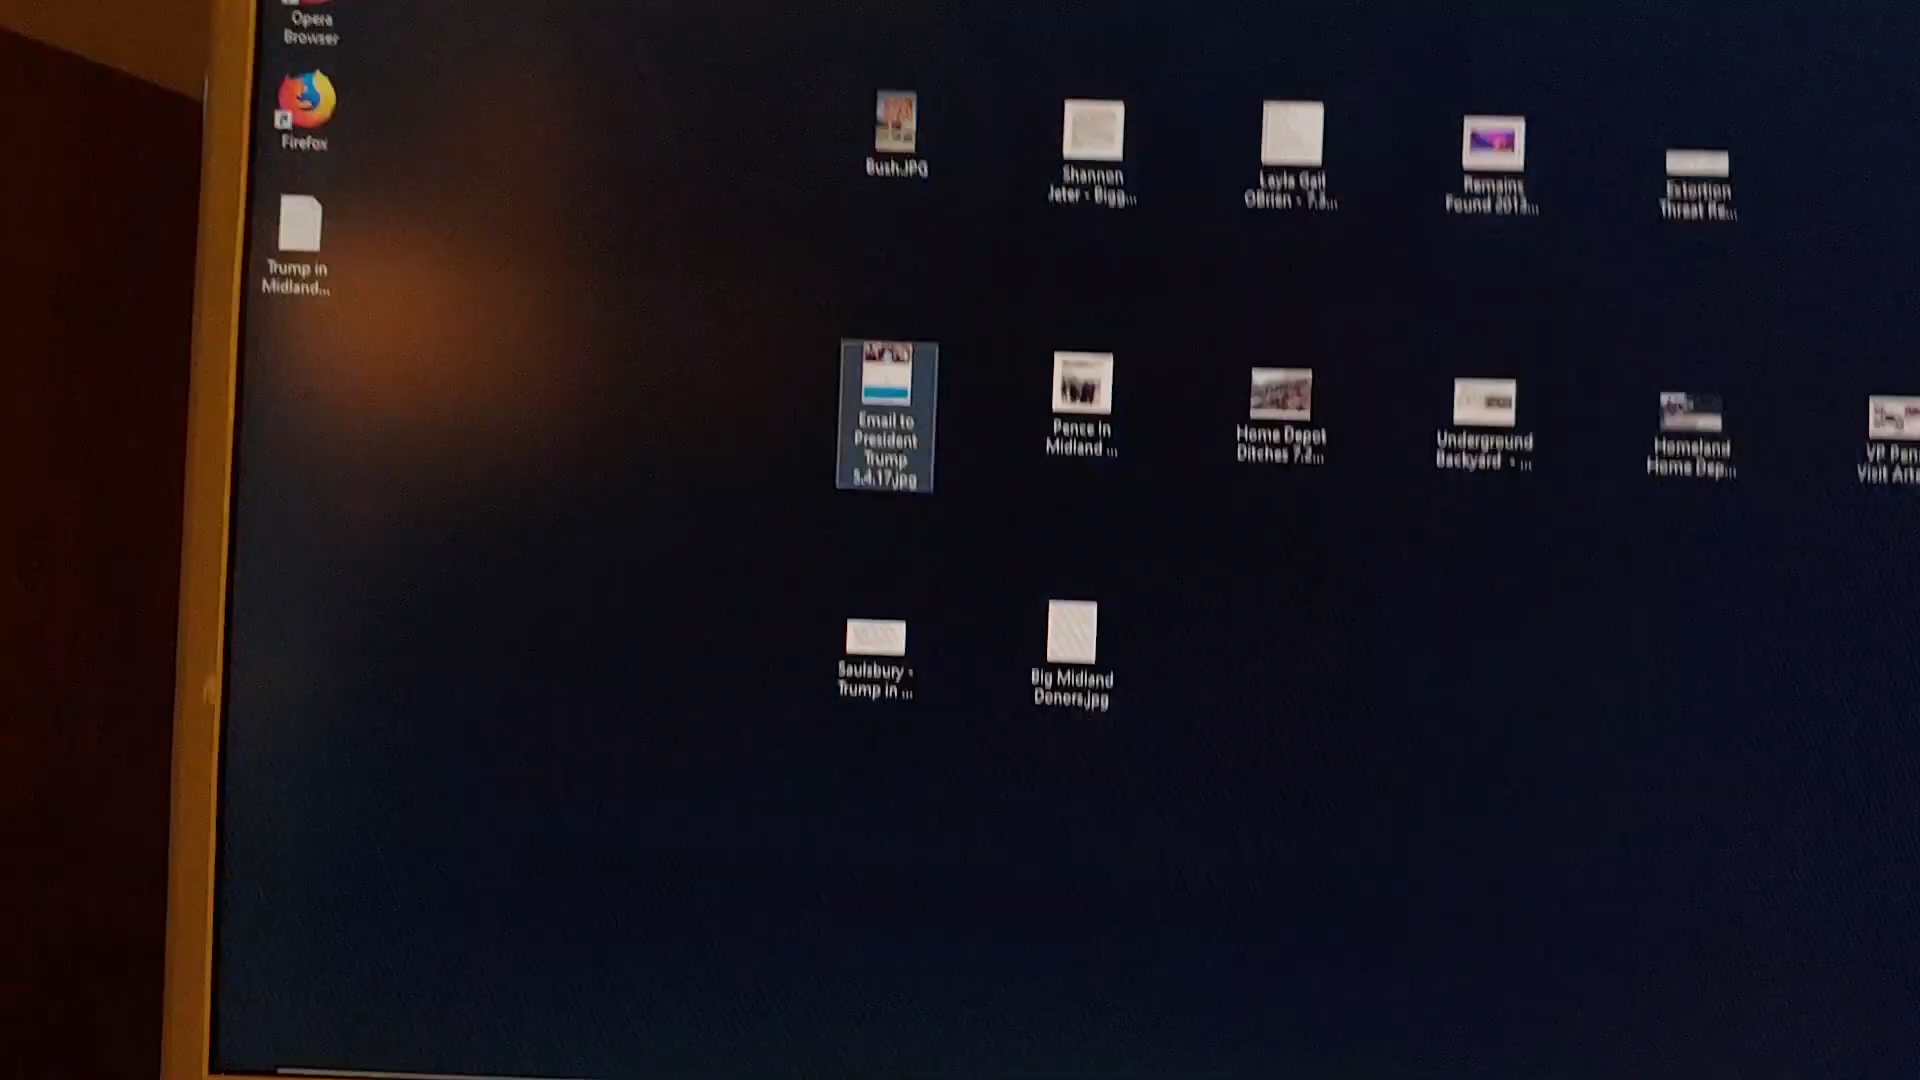 Opera
Browser
Firefox
Trump in
Midland...
Bush.JPG
Shannon
Jeter - Bigg...
Layla Gail
OBrien - 7.3...
Remains
Found 2013...
Extortion
Threat Re...
Email to
President
Trump
5.4.17.jpg
Pence in
Midland ...
Home Depot
Ditches 7.2...
Underground
Backyard - ...
Homeland
Home Dep...
VP Pen
Visit Arte
Saulsbury -
Trump in ...
Big Midland
Donors.jpg